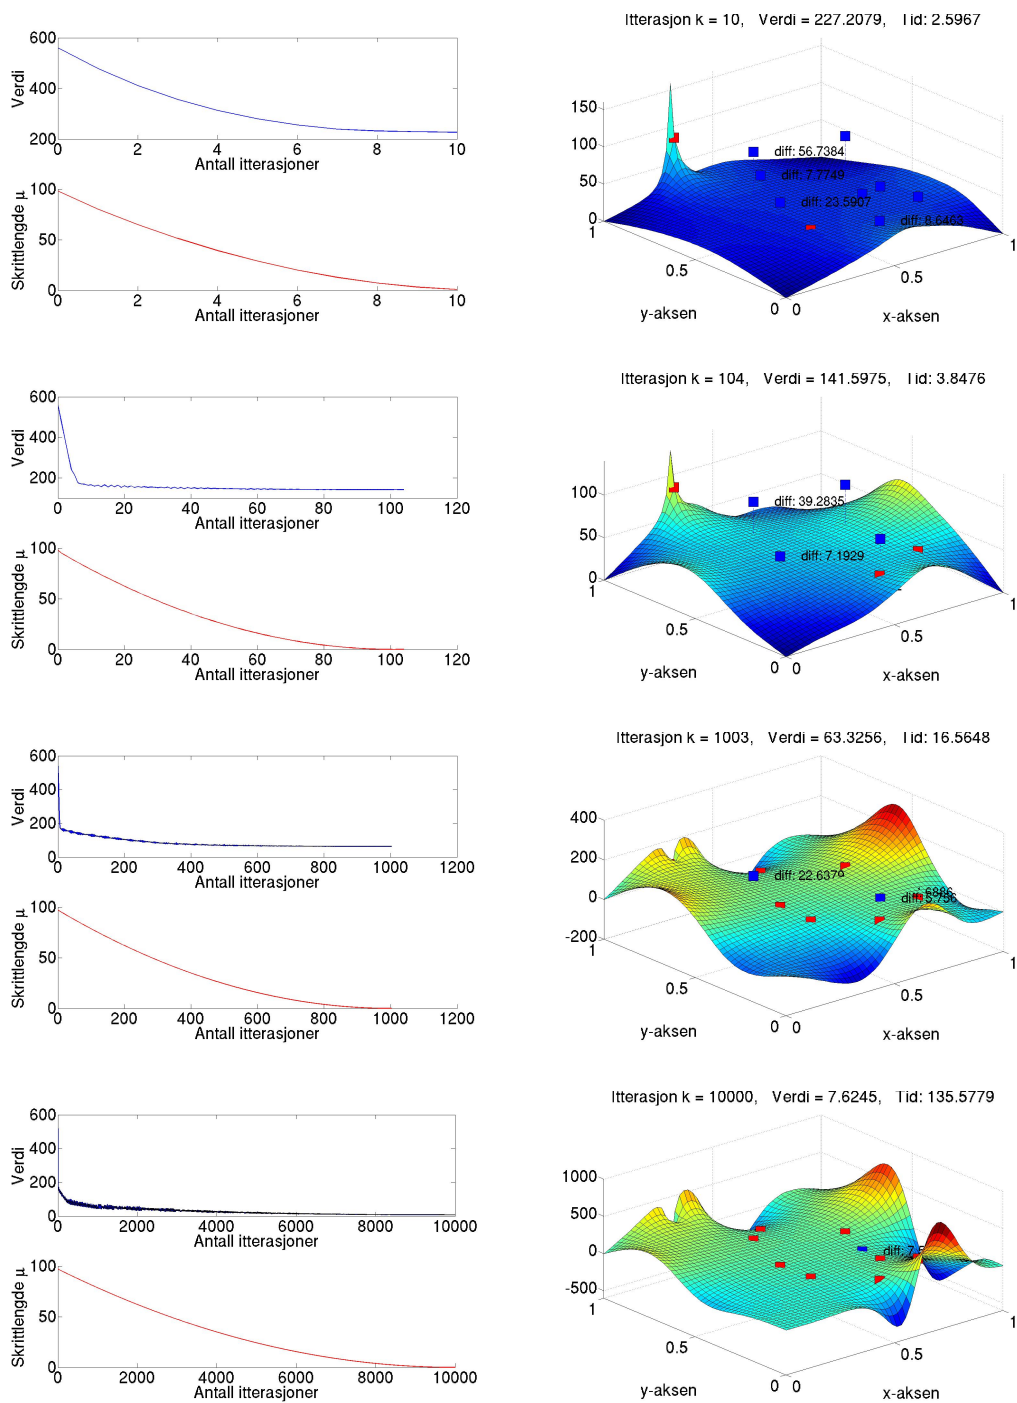 Itterasjon k = 10, Verdi = 227.2079, Tid: 2.5967
600
400
200
Verdi
0 2 4 6 8 10
Antall itterasjoner
100
50
0
Skrittlengde μ
0 2 4 6 8 10
Antall itterasjoner
150
100
50
0
diff: 56.7384
diff: 7.7749
diff: 23.5907
diff: 8.6463
1 0.5 0
y-aksen
0 0.5 1
x-aksen
Itterasjon k = 104, Verdi = 141.5975, Tid: 3.8476
600
400
200
Verdi
0 20 40 60 80 100 120
Antall itterasjoner
100
50
0
Skrittlengde μ
0 20 40 60 80 100 120
Antall itterasjoner
100
50
0
diff: 39.2835
diff: 7.1929
1 0.5 0
y-aksen
0 0.5 1
x-aksen
Itterasjon k = 1003, Verdi = 63.3256, Tid: 16.5648
600
400
200
0
Verdi
0 200 400 600 800 1000 1200
Antall itterasjoner
100
50
0
Skrittlengde μ
0 200 400 600 800 1000 1200
Antall itterasjoner
400
200
0
-200
diff: 22.6379
diff: 5.756
1 0.5 0
y-aksen
0 0.5 1
x-aksen
Itterasjon k = 10000, Verdi = 7.6245, Tid: 135.5779
600
400
200
0
Verdi
0 2000 4000 6000 8000 10000
Antall itterasjoner
100
50
0
Skrittlengde μ
0 2000 4000 6000 8000 10000
Antall itterasjoner
1000
500
0
-500
diff:
1 0.5 0
y-aksen
0 0.5 1
x-aksen